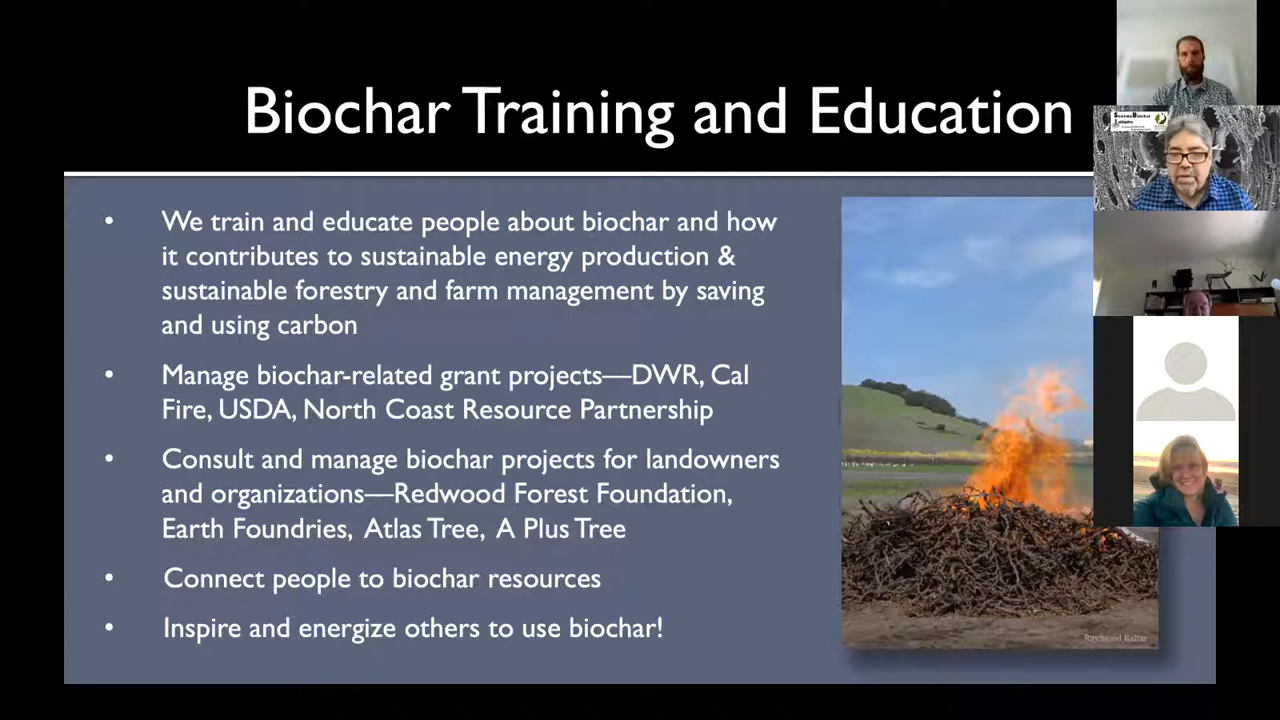 Biochar Training and Education
• We train and educate people about biochar and how
it contributes to sustainable energy production &
sustainable forestry and farm management by saving
and using carbon
• Manage biochar-related grant projects—DWR, Cal
Fire, USDA, North Coast Resource Partnership
• Consult and manage biochar projects for landowners
and organizations—Redwood Forest Foundation,
Earth Foundries, Atlas Tree, A Plus Tree
• Connect people to biochar resources
• Inspire and energize others to use biochar!
Raymond Baltar
Sonoma Biochar
Initiative